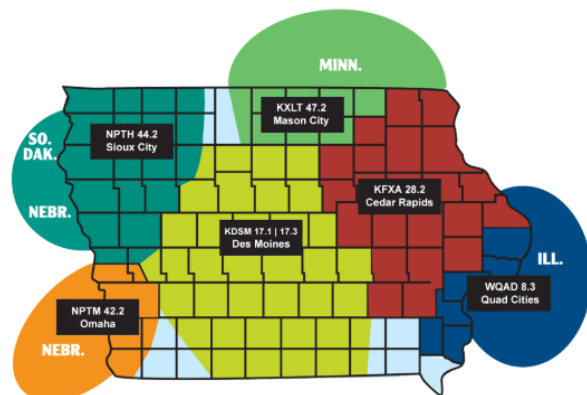 MINN.
KXLT 47.2
Mason City
NPTH 44.2
Sioux City
SO.
DAK.
NEBR.
KFXA 28.2
Cedar Rapids
KDSM 17.1 | 17.3
Des Moines
ILL.
WQAD 8.3
Quad Cities
NPTM 42.2
Omaha
NEBR.